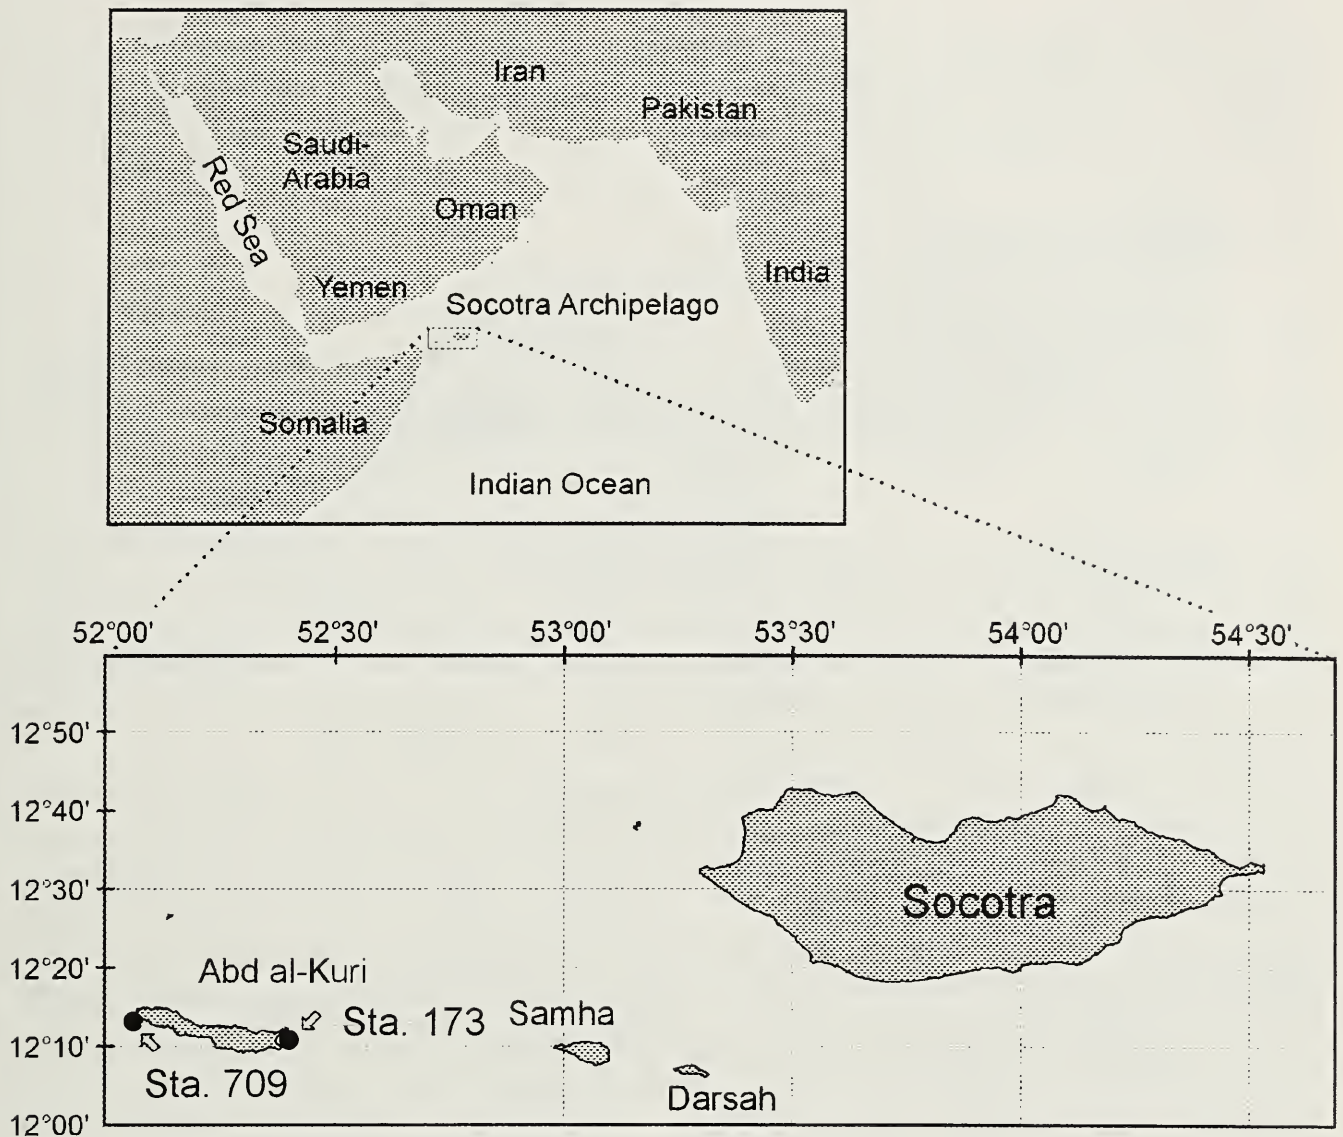 Iran
Pakistan
Saudi-
Arabia
Red Sea
Oman
India
Yemen
Socotra Archipelago
Somalia
Indian Ocean
52°00' 52°30' 53°00' 53°30' 54°00' 54°30'
12°50'
12°40'
12°30'
Socotra
12°20'
Abd al-Kuri
Sta. 173
Samha
12°10'
Sta. 709
Darsah
12°00'